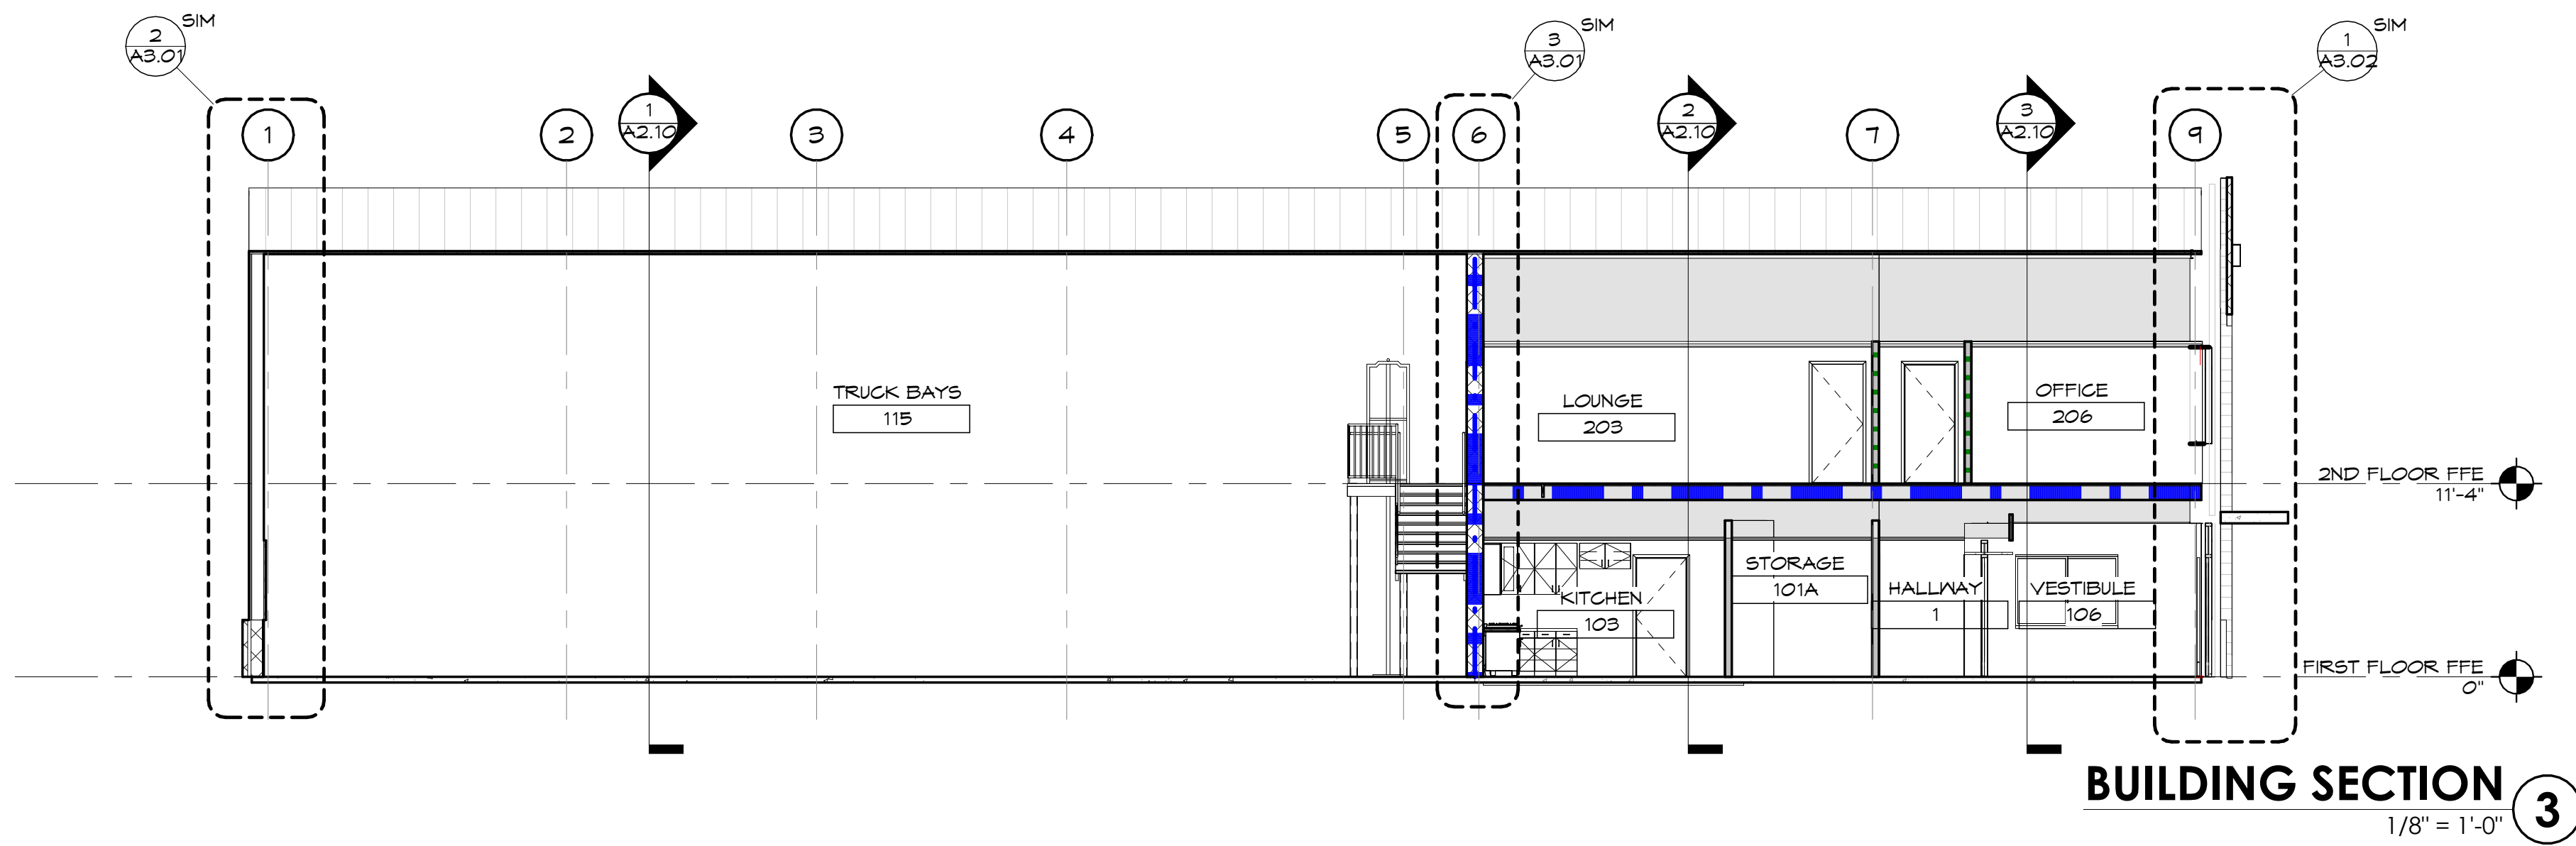 SIM
2
A3.01
SIM
3
A3.01
SIM
1
A3.02
1
2
1
A2.10
3
4
5
6
2
A2.10
7
3
A2.10
9
TRUCK BAYS
115
LOUNGE
203
OFFICE
206
2ND FLOOR FFE
11'-4"
STORAGE
101A
KITCHEN
103
HALLWAY
1
VESTIBULE
106
FIRST FLOOR FFE
0"
BUILDING SECTION
3
1/8" = 1'-0"